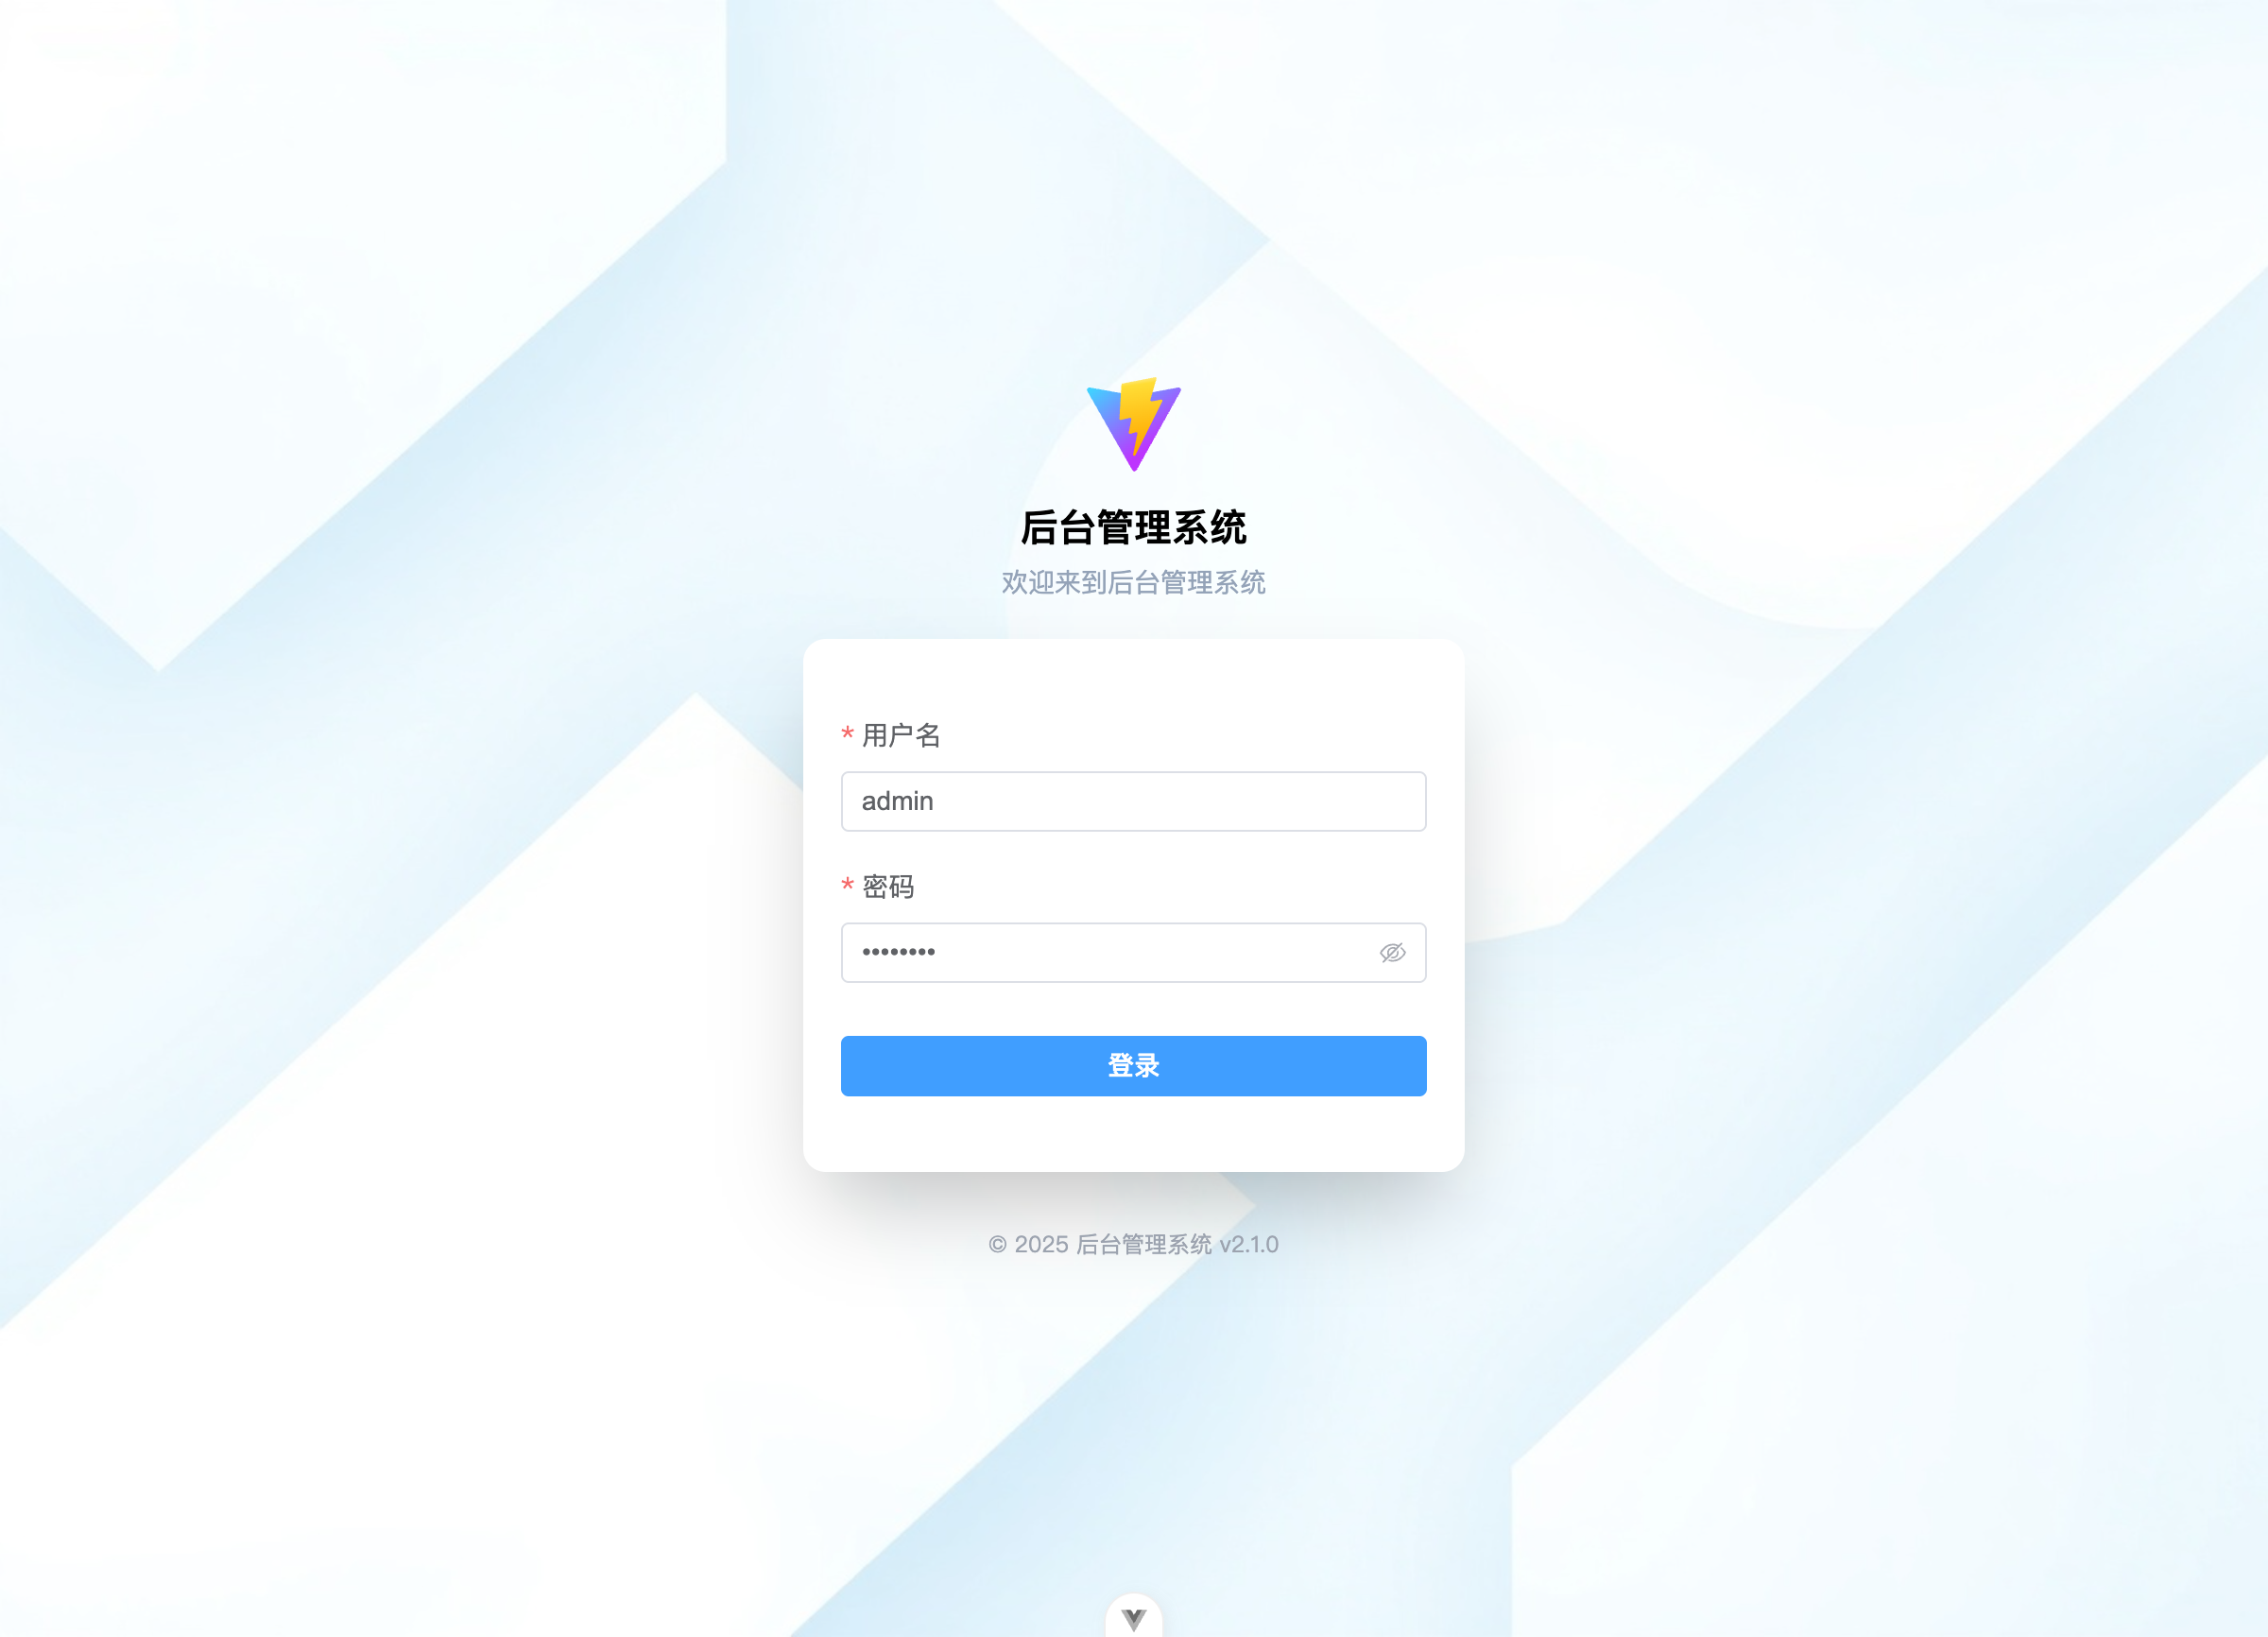 后台管理系统
欢迎来到后台管理系统
* 用户名
admin
* 密码
••••••••
登录
© 2025 后台管理系统 v2.1.0